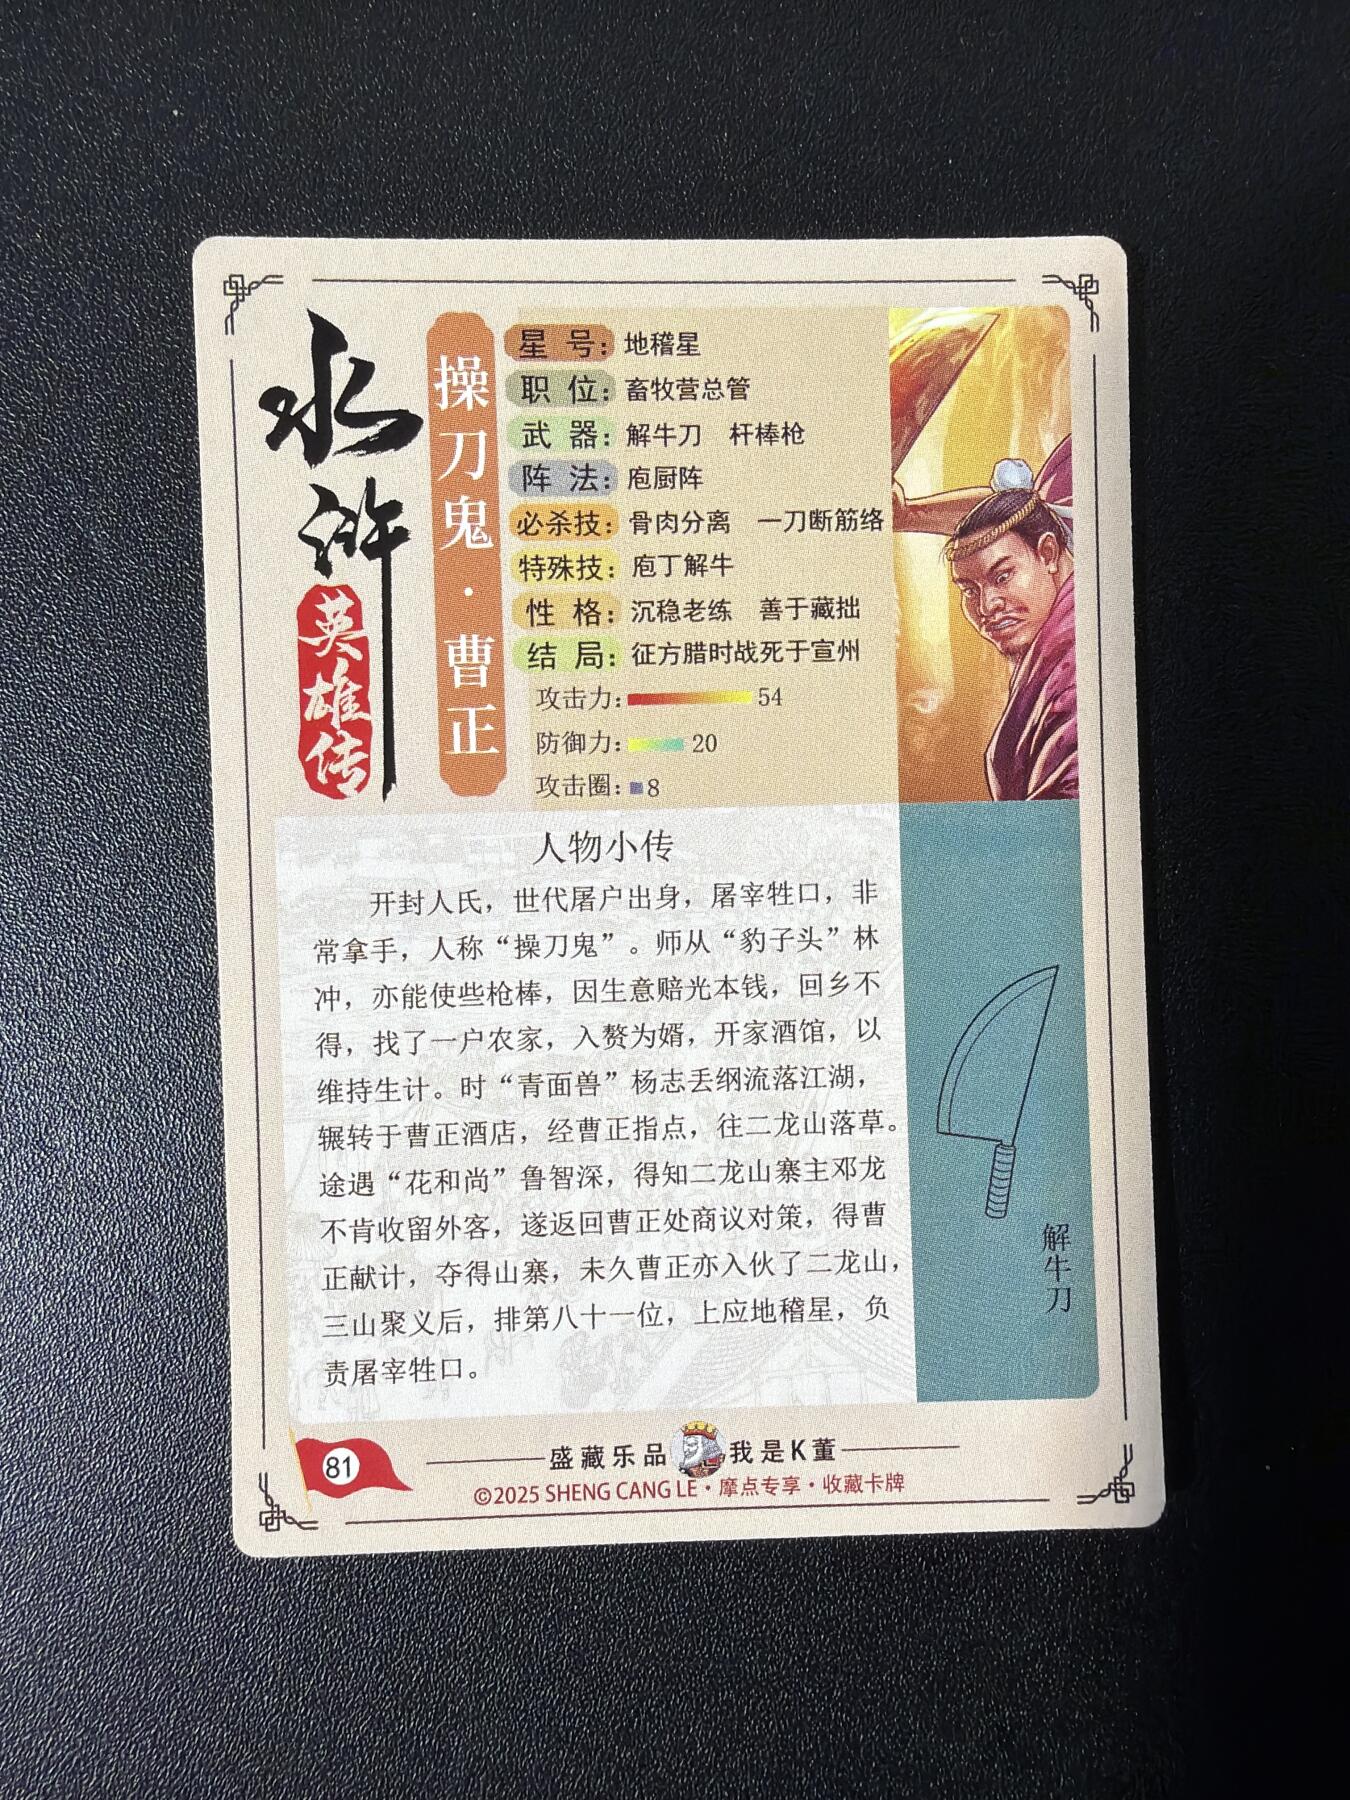 水浒
英雄传
操刀鬼·曹正
星号：地稽星
职位：畜牧营总管
武器：解牛刀 杆棒枪
阵法：庖厨阵
必杀技：骨肉分离 一刀断筋络
特殊技：庖丁解牛
性格：沉稳老练 善于藏拙
结局：征方腊时战死于宣州
攻击力：54
防御力：20
攻击圈：8
人物小传
开封人氏，世代屠户出身，屠宰牲口，非
常拿手，人称“操刀鬼”。师从“豹子头”林
冲，亦能使些枪棒，因生意赔光本钱，回乡不
得，找了一户农家，入赘为婿，开家酒馆，以
维持生计。时“青面兽”杨志丢纲流落江湖，
辗转于曹正酒店，经曹正指点，往二龙山落草。
途遇“花和尚”鲁智深，得知二龙山寨主邓龙
不肯收留外客，遂返回曹正处商议对策，得曹
正献计，夺得山寨，未久曹正亦入伙了二龙山，
三山聚义后，排第八十一位，上应地稽星，负
责屠宰牲口。
解牛刀
81
盛藏乐品 我是K董
©2025 SHENG CANG LE·摩点专享·收藏卡牌